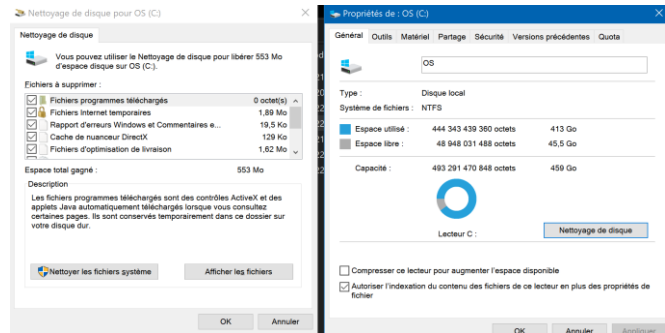 Nettoyage de disque pour OS (C:)
Nettoyage de disque
Vous pouvez utiliser le Nettoyage de disque pour libérer 553 Mo
d'espace disque sur OS (C:).
Fichiers à supprimer :
Fichiers programmes téléchargés 0 octet(s)
Fichiers Internet temporaires 1,89 Mo
Rapport d'erreurs Windows et Commentaires e... 19,5 Ko
Cache de nuanceur DirectX 129 Ko
Fichiers d'optimisation de livraison 1,62 Mo
Espace total gagné : 553 Mo
Description
Les fichiers programmes téléchargés sont des contrôles ActiveX et des
applets Java automatiquement téléchargés lorsque vous consultez
certaines pages. Ils sont conservés temporairement dans ce dossier sur
votre disque dur.
Nettoyer les fichiers système Afficher les fichiers
OK Annuler
Propriétés de : OS (C:)
Général Outils Matériel Partage Sécurité Versions précédentes Quota
OS
Type : Disque local
Système de fichiers : NTFS
Espace utilisé : 444 343 439 360 octets 413 Go
Espace libre : 48 948 031 488 octets 45,5 Go
Capacité : 493 291 470 848 octets 459 Go
Lecteur C : Nettoyage de disque
Compresser ce lecteur pour augmenter l'espace disponible
Autoriser l'indexation du contenu des fichiers de ce lecteur en plus des propriétés de
fichier
OK Annuler Appliquer